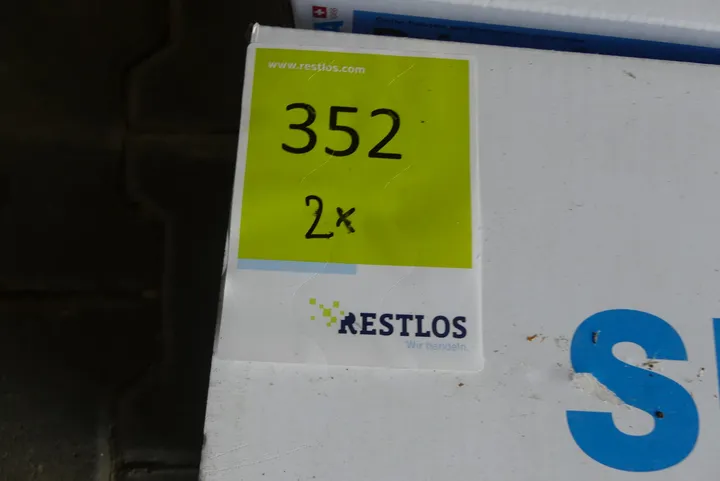 www.restlos.com
352
2x
RESTLOS
Wir handeln.
S